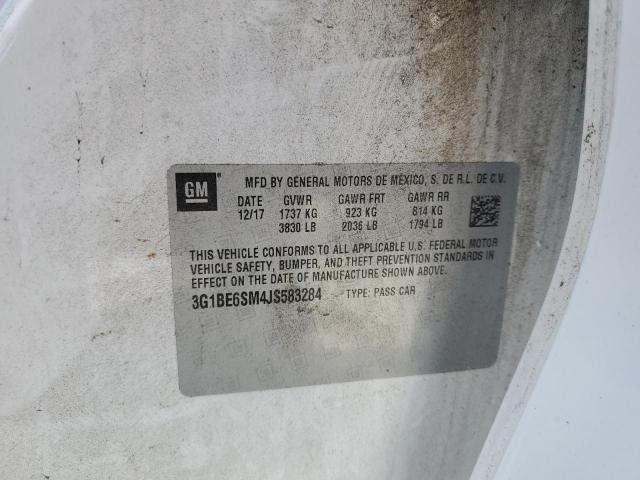 GM
MFD BY GENERAL MOTORS DE MEXICO, S. DE R.L. DE C.V.
DATE GVWR GAWR FRT GAWR RR
12/17 1737 KG 923 KG 814 KG
3830 LB 2036 LB 1794 LB
THIS VEHICLE CONFORMS TO ALL APPLICABLE U.S. FEDERAL MOTOR
VEHICLE SAFETY, BUMPER, AND THEFT PREVENTION STANDARDS IN
EFFECT ON THE DATE OF MANUFACTURE SHOWN ABOVE.
3G1BE6SM4JS583284 TYPE: PASS CAR